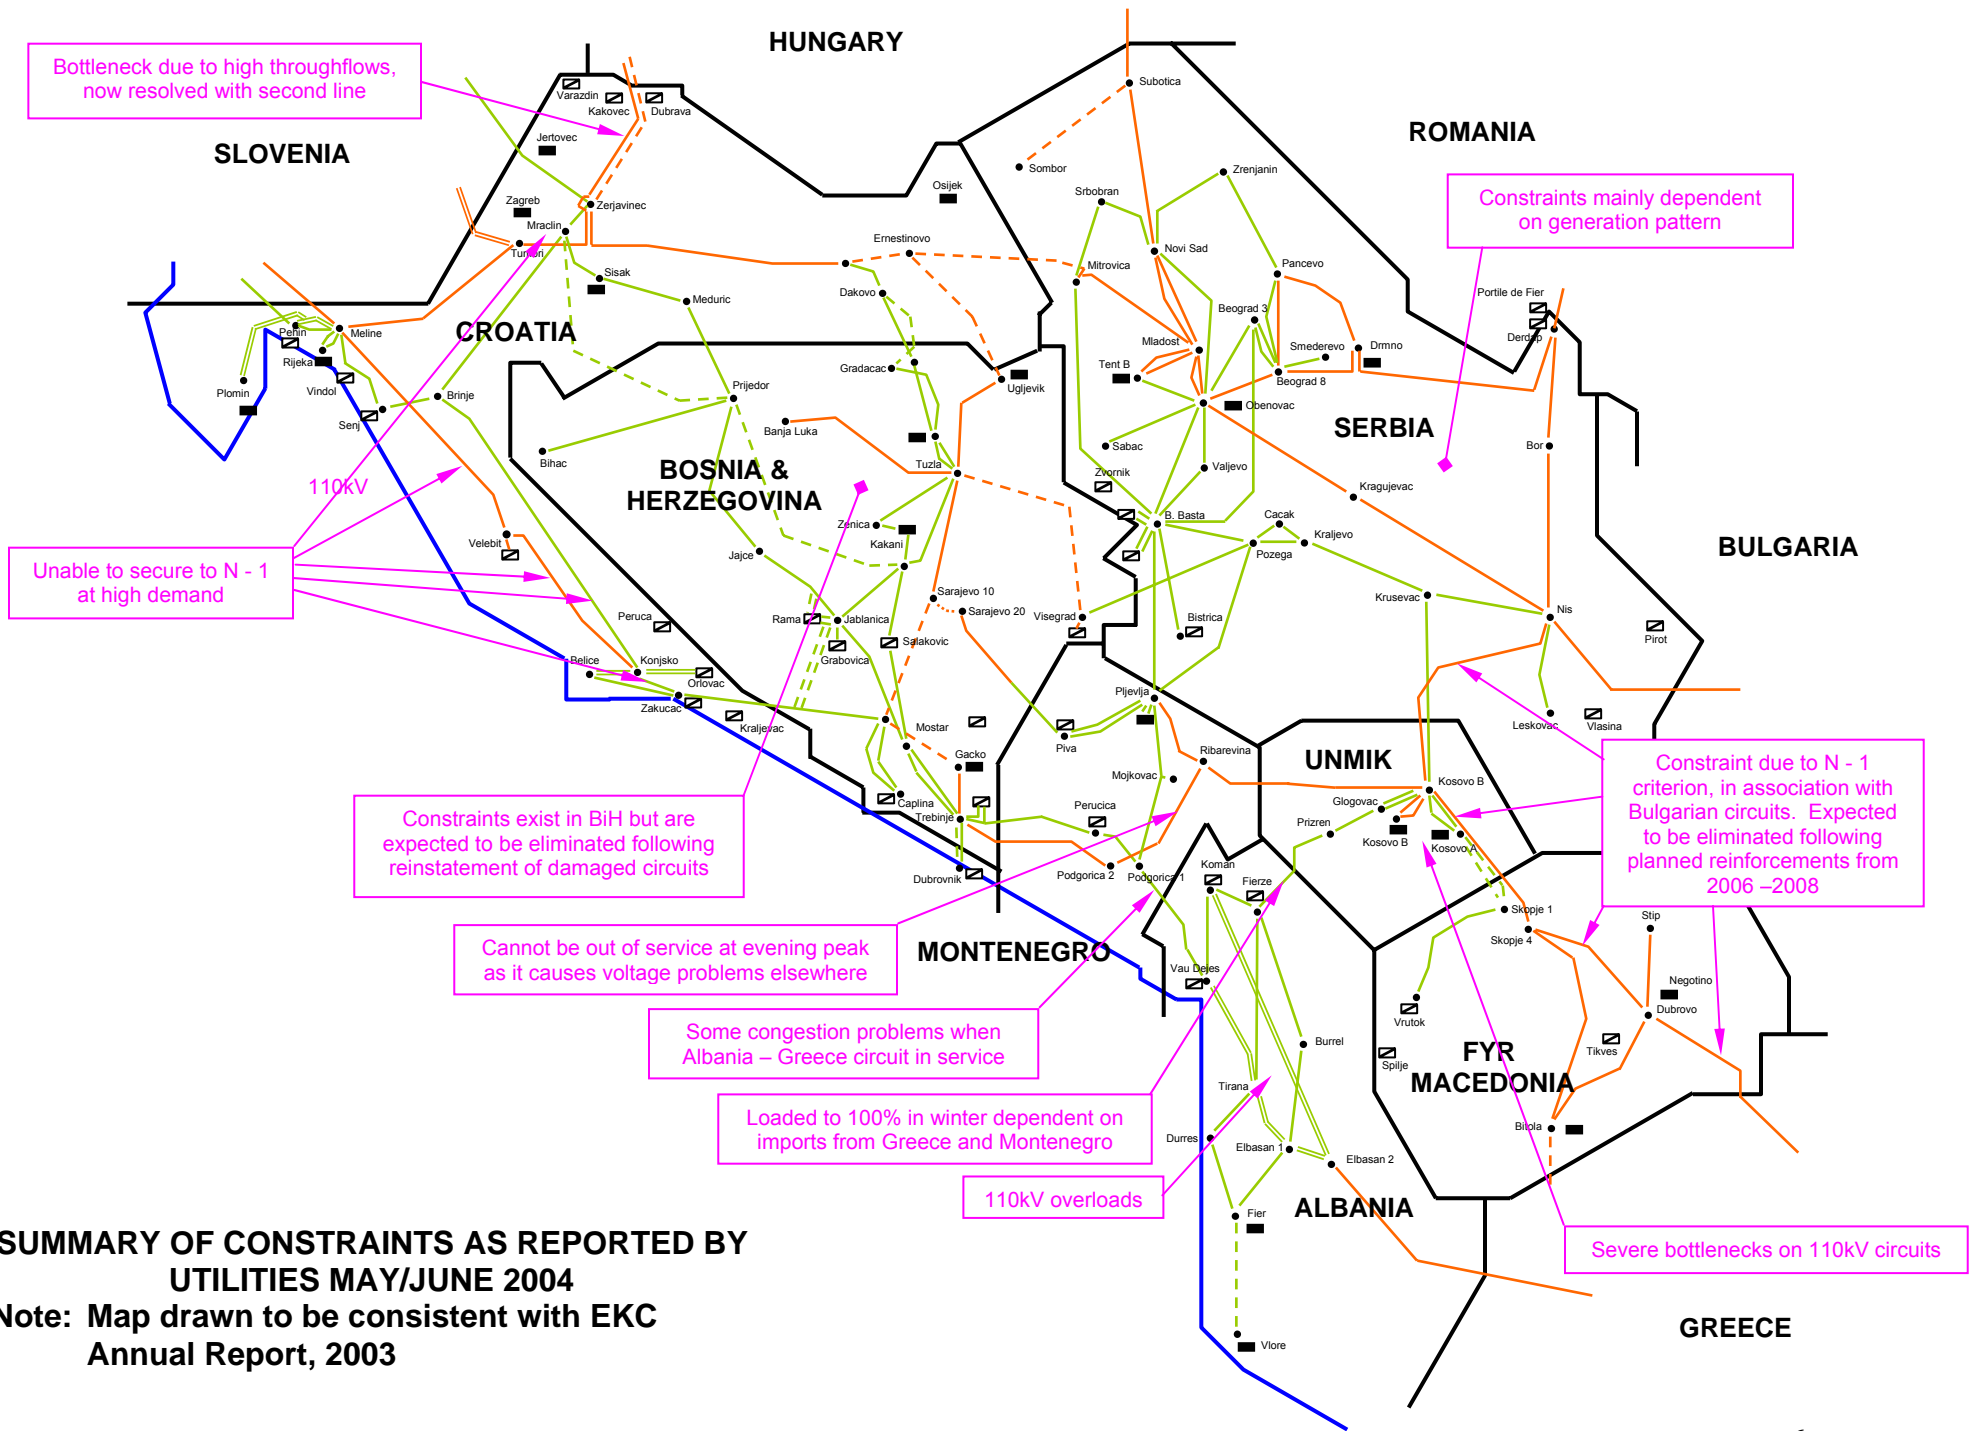 HUNGARY
Bottleneck due to high throughflows,
now resolved with second line
Varazdin
Kakovec
Dubrava
Subotica
ROMANIA
SLOVENIA
Jertovec
Sombor
Zrenjanin
Osijek
Srbobran
Constraints mainly dependent
on generation pattern
Zagreb
Zerjavinec
Mraclin
Tumbri
Ernestinovo
Novi Sad
Mitrovica
Pancevo
Sisak
Dakovo
Meduric
Portile de Fier
Beograd 3
Derdap
Pehin
Meline
CROATIA
Mladost
Smederevo
Drmno
Rijeka
Gradacac
Tent B
Beograd 8
Plomin
Vindol
Ugljevik
Prijedor
Brinje
Obenovac
Senj
Banja Luka
SERBIA
Sabac
Bor
Bihac
BOSNIA &
HERZEGOVINA
Tuzla
Valjevo
Zvornik
110kV
Kragujevac
B. Basta
Cacak
Zenica
Kraljevo
Velebit
Kakani
Pozega
BULGARIA
Jajce
Unable to secure to N - 1
at high demand
Sarajevo 10
Sarajevo 20
Krusevac
Nis
Peruca
Rama
Jablanica
Visegrad
Bistrica
Pirot
Salakovic
Grabovica
Belice
Konjsko
Orlovac
Pljevlja
Zakucac
Kraljevac
Mostar
Leskovac
Vlasina
Piva
Ribarevina
UNMIK
Gacko
Mojkovac
Kosovo B
Constraint due to N - 1
criterion, in association with
Bulgarian circuits. Expected
to be eliminated following
planned reinforcements from
2006 –2008
Constraints exist in BiH but are
expected to be eliminated following
reinstatement of damaged circuits
Caplina
Trebinje
Perucica
Glogovac
Prizren
Kosovo B
Kosovo A
Dubrovnik
Podgorica 2
Podgorica 1
Koman
Fierze
Skopje 1
Stip
Skopje 4
Cannot be out of service at evening peak
as it causes voltage problems elsewhere
MONTENEGRO
Vau Dejes
Negotino
Dubrovo
Vrutok
Some congestion problems when
Albania – Greece circuit in service
Burrel
Tikves
Spilje
FYR
MACEDONIA
Tirana
Loaded to 100% in winter dependent on
imports from Greece and Montenegro
Bitola
Durres
Elbasan 1
Elbasan 2
110kV overloads
ALBANIA
Fier
SUMMARY OF CONSTRAINTS AS REPORTED BY
UTILITIES MAY/JUNE 2004
Severe bottlenecks on 110kV circuits
Note: Map drawn to be consistent with EKC
Annual Report, 2003
GREECE
Vlore